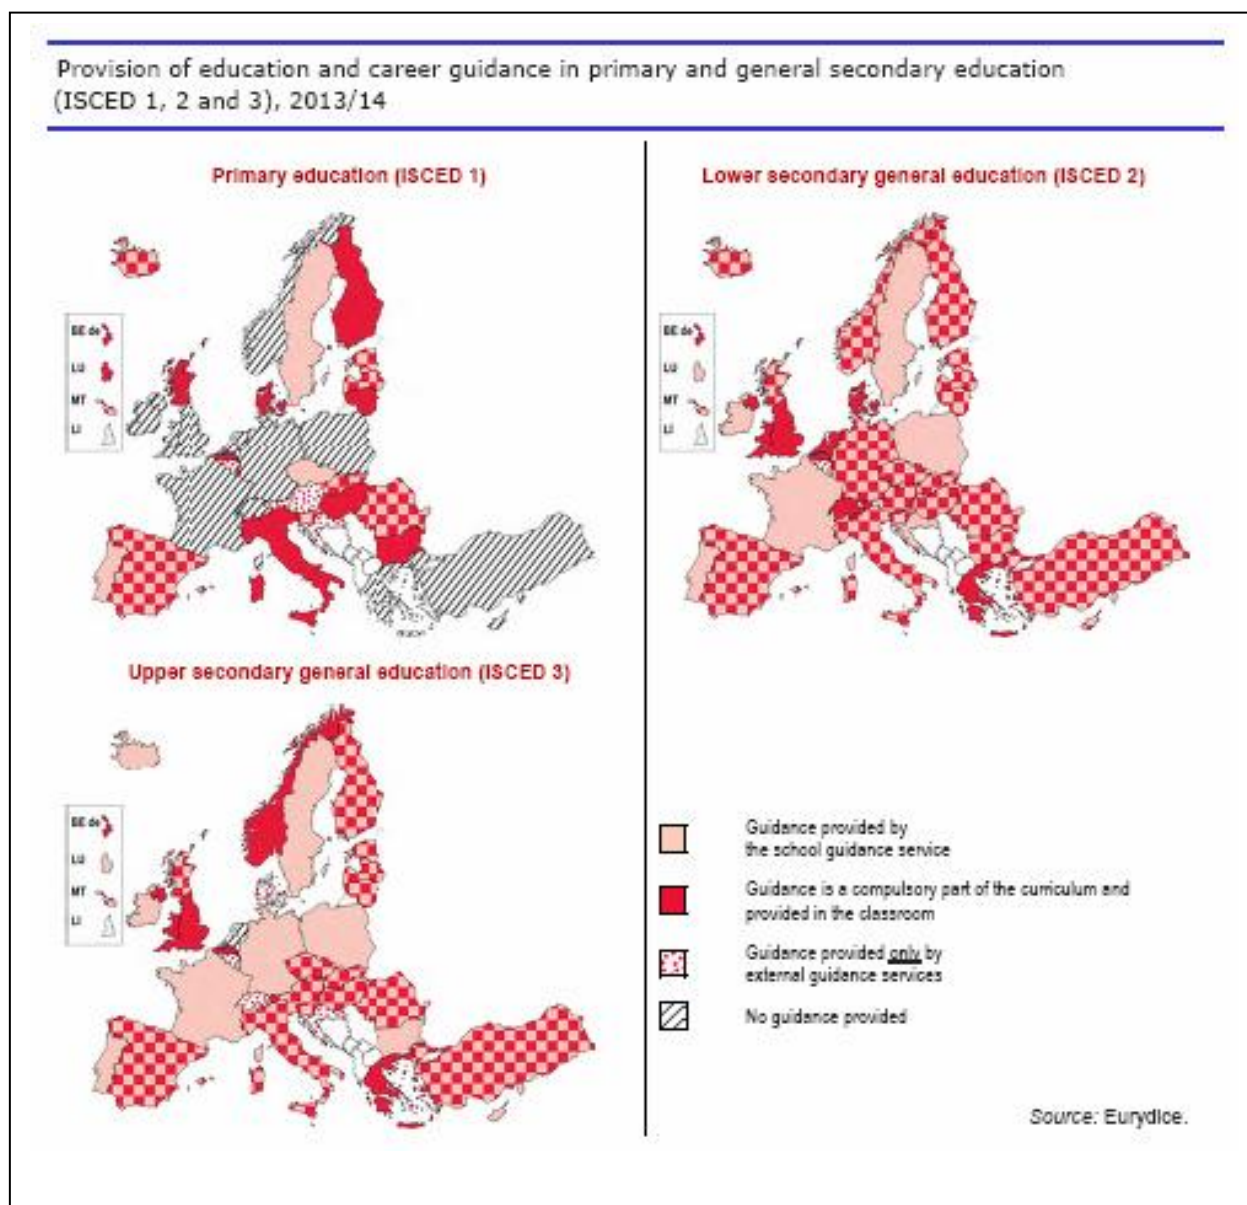 Provision of education and career guidance in primary and general secondary education
(ISCED 1, 2 and 3), 2013/14
Primary education (ISCED 1)
BE de
LU
MT
LI
Lower secondary general education (ISCED 2)
BE de
LU
MT
LI
Upper secondary general education (ISCED 3)
BE de
LU
MT
LI
Guidance provided by
the school guidance service
Guidance is a compulsory part of the curriculum and
provided in the classroom
Guidance provided only by
external guidance services
No guidance provided
Source: Eurydice.